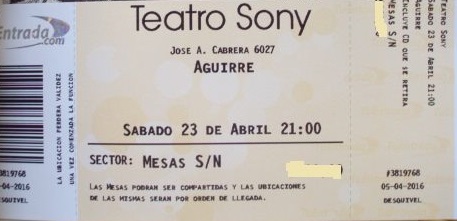 Entrada
.com
Teatro Sony
JOSE A. CABRERA 6027
AGUIRRE
SABADO 23 DE ABRIL 21:00
SECTOR: MESAS S/N
LAS MESAS PODRAN SER COMPARTIDAS Y LAS UBICACIONES
DE LAS MISMAS SERAN POR ORDEN DE LLEGADA.
LA UBICACION PERDERA VALIDEZ
UNA VEZ COMENZADA LA FUNCION
#3819768
05-04-2016
DESQUIVEL
TEATRO SONY
SABADO 23 DE ABRIL 21:00
AGUIRRE
INCLUYE CD QUE SE RETIRA
MESAS S/N
#3819768
05-04-2016
DESQUIVEL